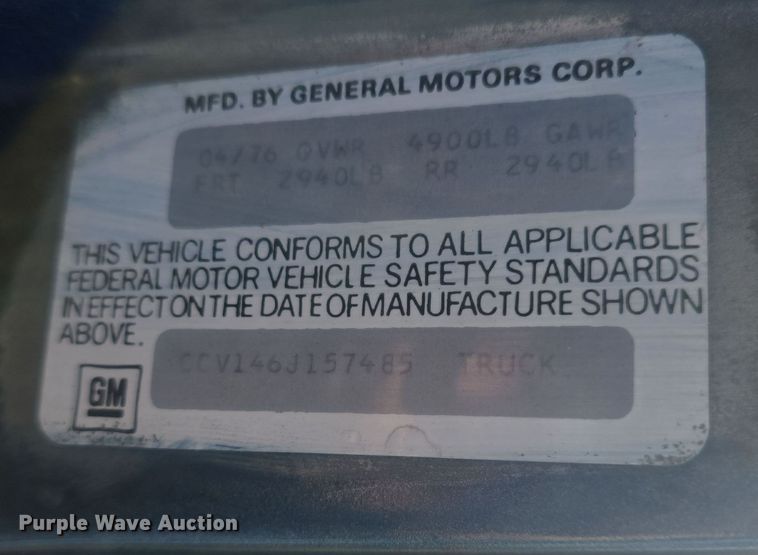 MFD. BY GENERAL MOTORS CORP.
04/76 GVWR 4900LB GAWR
FRT 2940LB RR 2940LB
THIS VEHICLE CONFORMS TO ALL APPLICABLE
FEDERAL MOTOR VEHICLE SAFETY STANDARDS
IN EFFECT ON THE DATE OF MANUFACTURE SHOWN
ABOVE.
CCV146J157485 TRUCK
GM
Purple Wave Auction